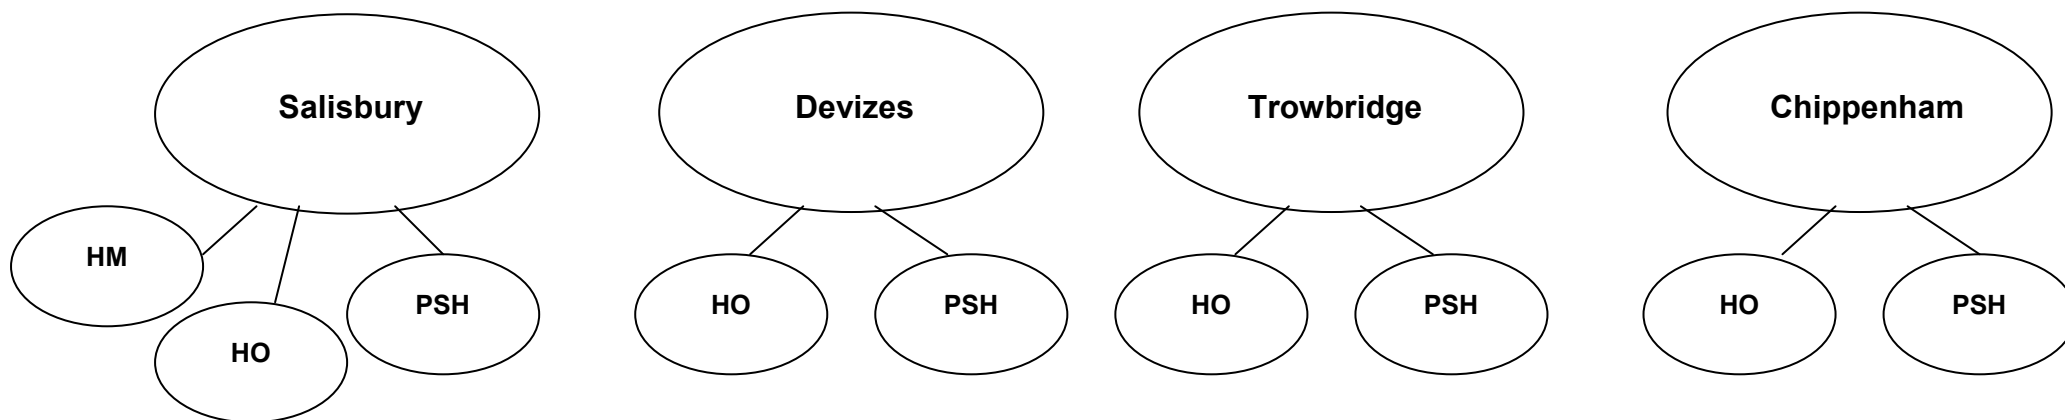 Salisbury
Devizes
Trowbridge
Chippenham
HM
HO
PSH
HO
PSH
HO
PSH
HO
PSH